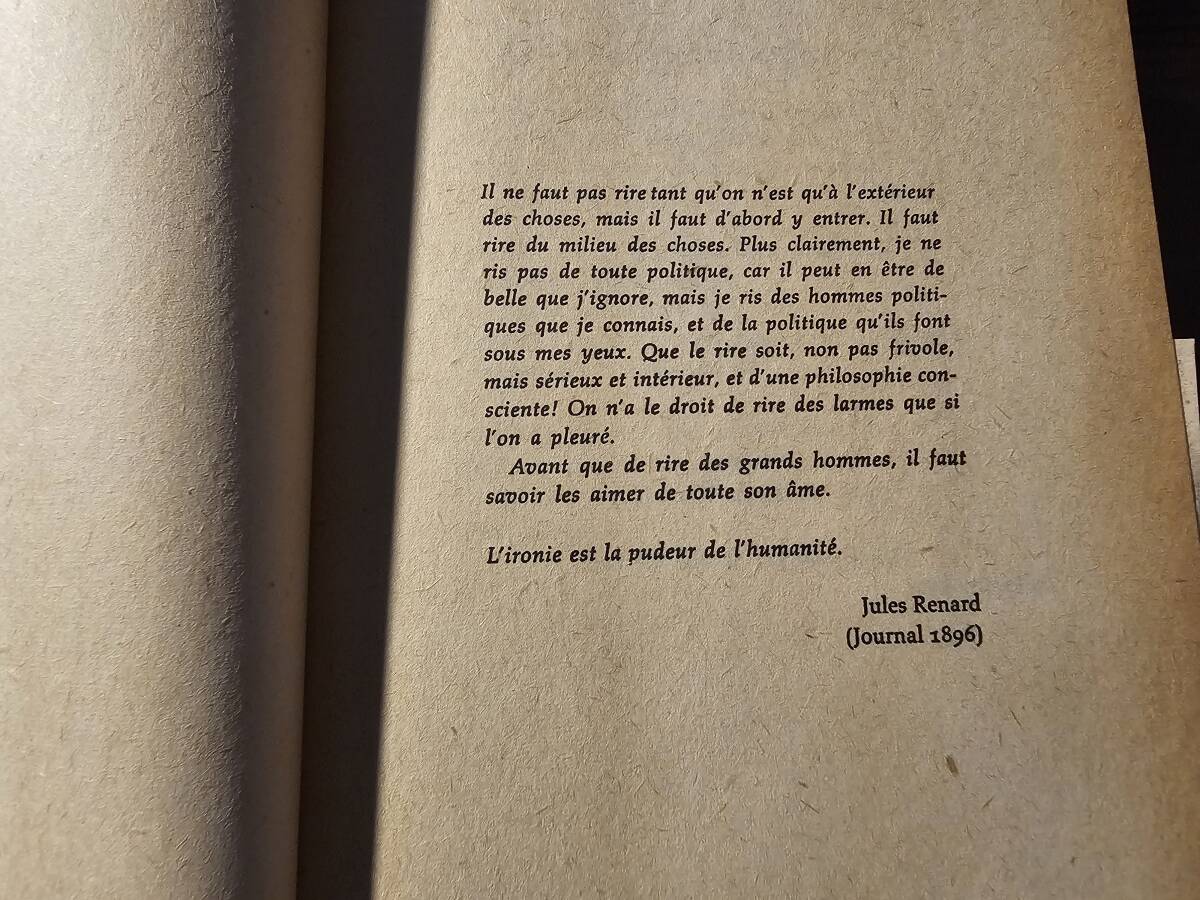 Il ne faut pas rire tant qu'on n'est qu'à l'extérieur
des choses, mais il faut d'abord y entrer. Il faut
rire du milieu des choses. Plus clairement, je ne
ris pas de toute politique, car il peut en être de
belle que j'ignore, mais je ris des hommes politi-
ques que je connais, et de la politique qu'ils font
sous mes yeux. Que le rire soit, non pas frivole,
mais sérieux et intérieur, et d'une philosophie con-
sciente! On n'a le droit de rire des larmes que si
l'on a pleuré.
Avant que de rire des grands hommes, il faut
savoir les aimer de toute son âme.
L'ironie est la pudeur de l'humanité.
Jules Renard
(Journal 1896)